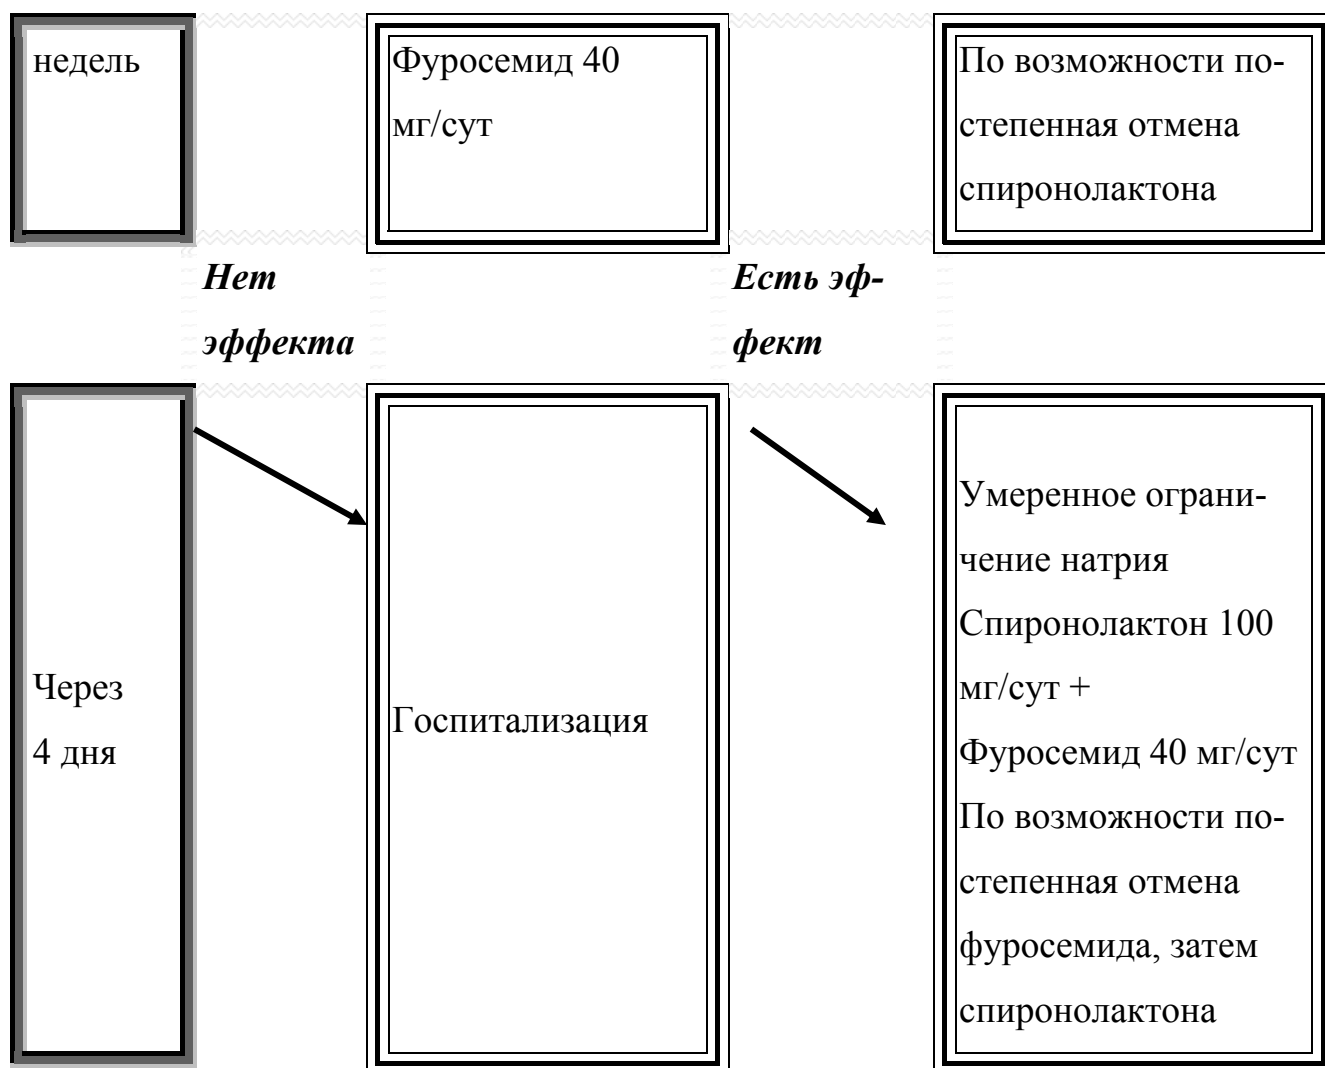 недель
Фуросемид 40
мг/сут
По возможности по-
степенная отмена
спиронолактона
Нет
эффекта
Есть эф-
фект
Через
4 дня
Госпитализация
Умеренное ограни-
чение натрия
Спиронолактон 100
мг/сут +
Фуросемид 40 мг/сут
По возможности по-
степенная отмена
фуросемида, затем
спиронолактона